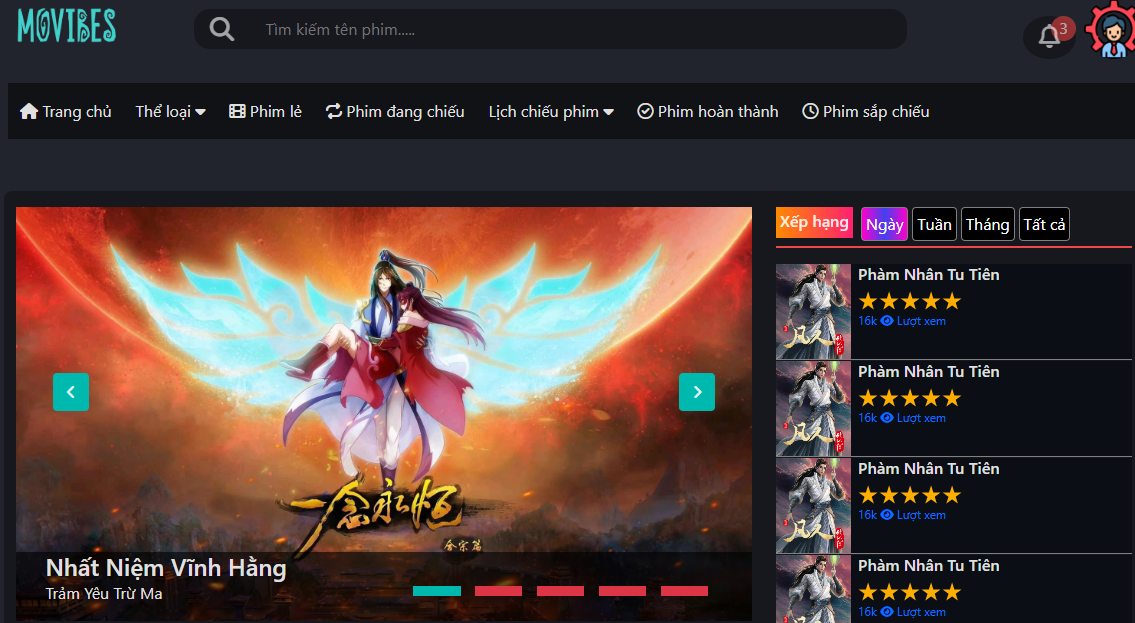 MOVIBES
Tìm kiếm tên phim.....
3
Trang chủ Thể loại Phim lẻ Phim đang chiếu Lịch chiếu phim Phim hoàn thành Phim sắp chiếu
一念永恒
Nhất Niệm Vĩnh Hằng
Trảm Yêu Trừ Ma
Xếp hạng Ngày Tuần Tháng Tất cả
Phàm Nhân Tu Tiên
16k Lượt xem
Phàm Nhân Tu Tiên
16k Lượt xem
Phàm Nhân Tu Tiên
16k Lượt xem
Phàm Nhân Tu Tiên
16k Lượt xem